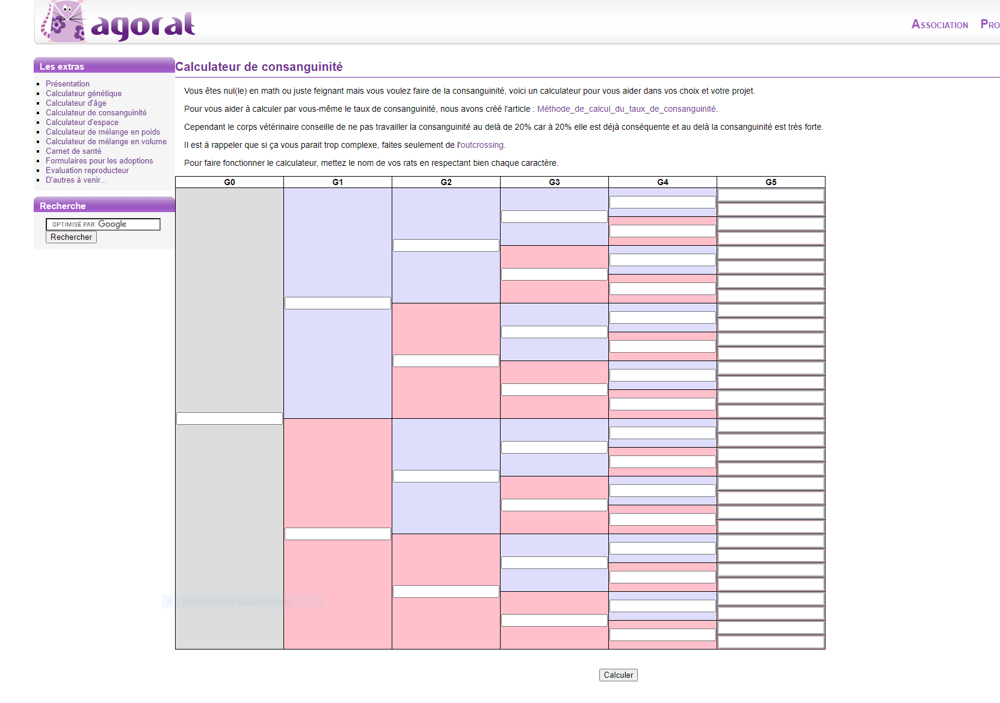 agorat
Association Pro
Les extras
Présentation
Calculateur génétique
Calculateur d'âge
Calculateur de consanguinité
Calculateur d'espace
Calculateur de mélange en poids
Calculateur de mélange en volume
Carnet de santé
Formulaires pour les adoptions
Evaluation reproducteur
D'autres à venir...
Recherche
OPTIMISÉ PAR Google
Rechercher
Calculateur de consanguinité
Vous êtes nul(le) en math ou juste feignant mais vous voulez faire de la consanguinité, voici un calculateur pour vous aider dans vos choix et votre projet.
Pour vous aider à calculer par vous-même le taux de consanguinité, nous avons créé l'article : Méthode_de_calcul_du_taux_de_consanguinité.
Cependant le corps vétérinaire conseille de ne pas travailler la consanguinité au delà de 20% car à 20% elle est déjà conséquente et au delà la consanguinité est très forte.
Il est à rappeler que si ça vous parait trop complexe, faites seulement de l'outcrossing.
Pour faire fonctionner le calculateur, mettez le nom de vos rats en respectant bien chaque caractère.
G0 G1 G2 G3 G4 G5
Rechteckiges Ausschneiden
Calculer